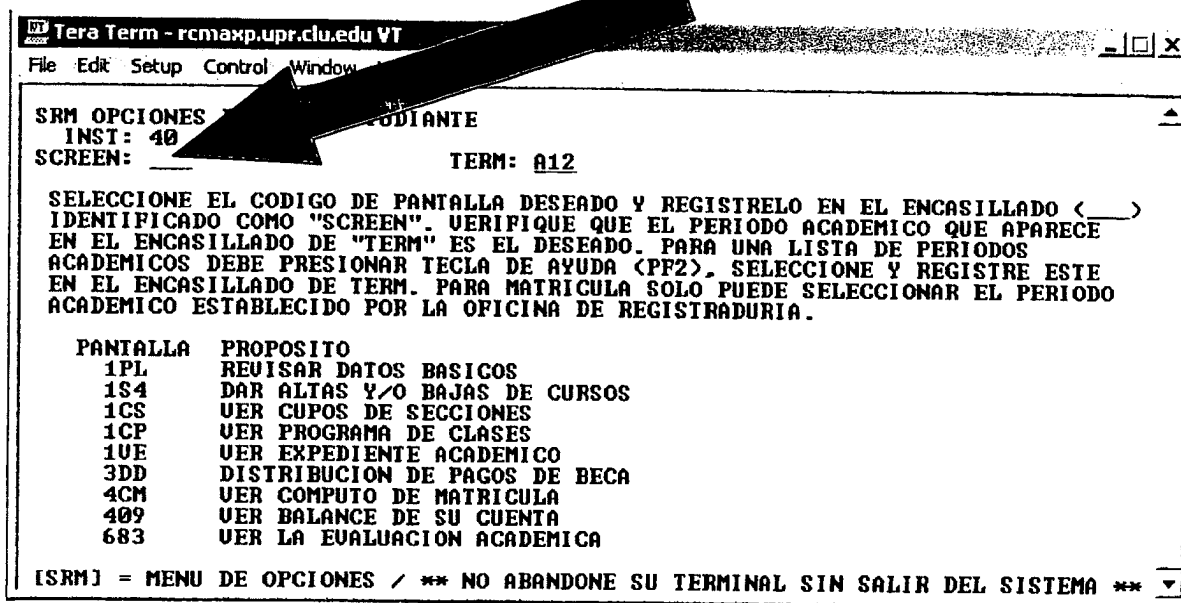 Tera Term - rcmaxp.upr.clu.edu VT
File Edit Setup Control Window
SRM OPCIONES
INST: 40
SCREEN: ___ TERM: A12
SELECCIONE EL CODIGO DE PANTALLA DESEADO Y REGISTRELO EN EL ENCASILLADO (___)
IDENTIFICADO COMO "SCREEN". VERIFIQUE QUE EL PERIODO ACADEMICO QUE APARECE
EN EL ENCASILLADO DE "TERM" ES EL DESEADO. PARA UNA LISTA DE PERIODOS
ACADEMICOS DEBE PRESIONAR TECLA DE AYUDA (PF2). SELECCIONE Y REGISTRE ESTE
EN EL ENCASILLADO DE TERM. PARA MATRICULA SOLO PUEDE SELECCIONAR EL PERIODO
ACADEMICO ESTABLECIDO POR LA OFICINA DE REGISTRADURIA.
PANTALLA PROPOSITO
1PL REVISAR DATOS BASICOS
1S4 DAR ALTAS Y/O BAJAS DE CURSOS
1CS VER CUPOS DE SECCIONES
1CP VER PROGRAMA DE CLASES
1VE VER EXPEDIENTE ACADEMICO
3DD DISTRIBUCION DE PAGOS DE BECA
4CM VER COMPUTO DE MATRICULA
409 VER BALANCE DE SU CUENTA
683 VER LA EVALUACION ACADEMICA
[SRM] = MENU DE OPCIONES / ** NO ABANDONE SU TERMINAL SIN SALIR DEL SISTEMA **